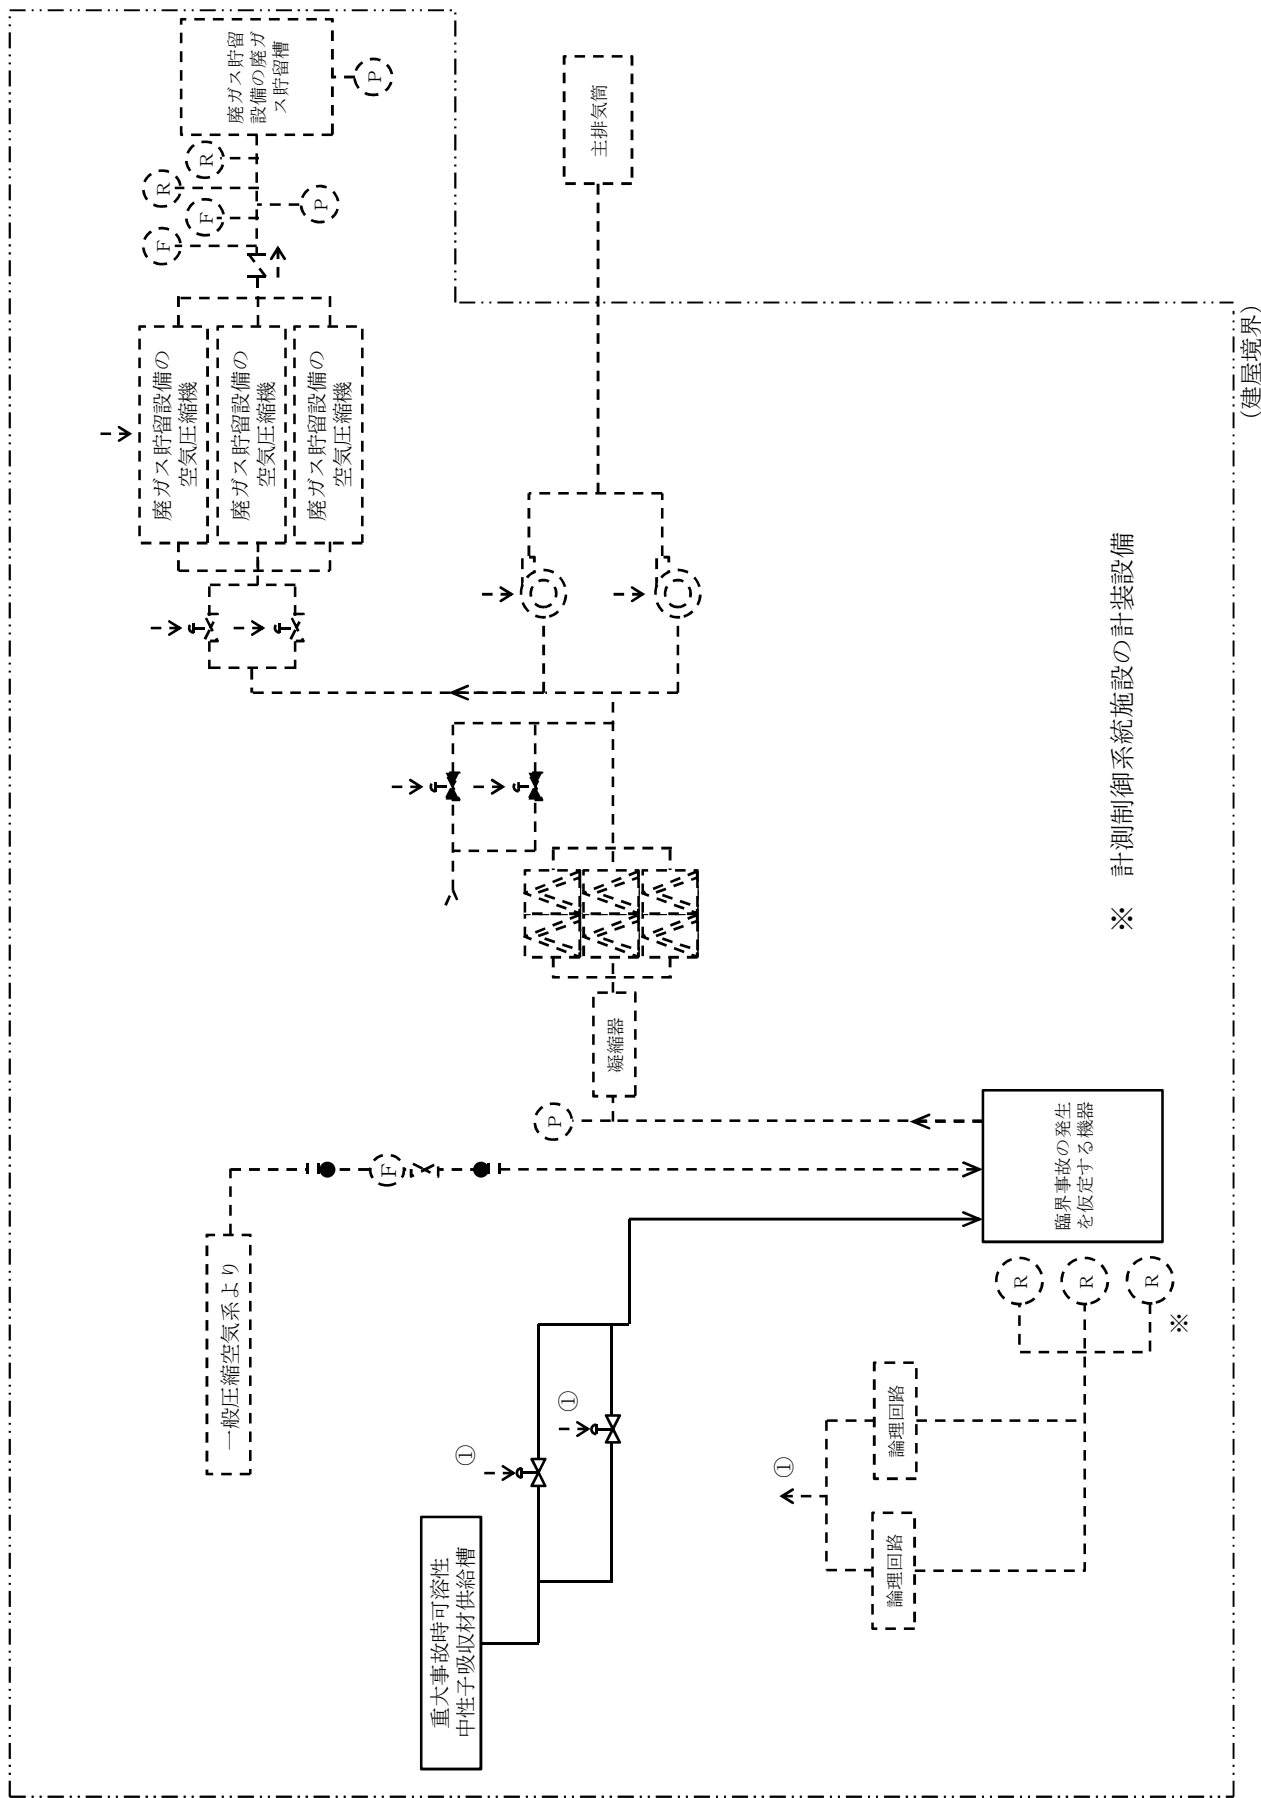 廃ガス貯留
設備の廃ガ
ス貯留槽
P
R
R
F
F
P
主排気筒
廃ガス貯留設備の
空気圧縮機
廃ガス貯留設備の
空気圧縮機
廃ガス貯留設備の
空気圧縮機
(建屋境界)
凝縮器
P
F
一般圧縮空気系より
臨界事故の発生
を仮定する機器
R
R
R
※
①
①
重大事故時可溶性
中性子吸収材供給槽
論理回路
論理回路
①
※ 計測制御系統施設の計装設備